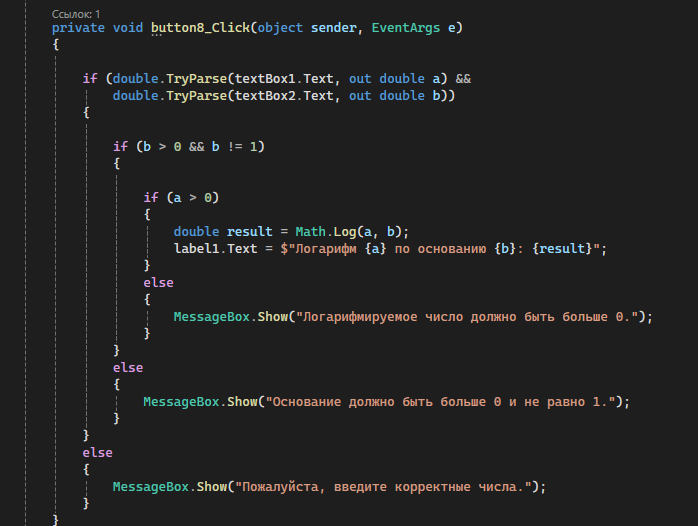 Ссылок: 1
private void button8_Click(object sender, EventArgs e)
{
if (double.TryParse(textBox1.Text, out double a) &&
double.TryParse(textBox2.Text, out double b))
{
if (b > 0 && b != 1)
{
if (a > 0)
{
double result = Math.Log(a, b);
label1.Text = $"Логарифм {a} по основанию {b}: {result}";
}
else
{
MessageBox.Show("Логарифмируемое число должно быть больше 0.");
}
}
else
{
MessageBox.Show("Основание должно быть больше 0 и не равно 1.");
}
}
else
{
MessageBox.Show("Пожалуйста, введите корректные числа.");
}
}